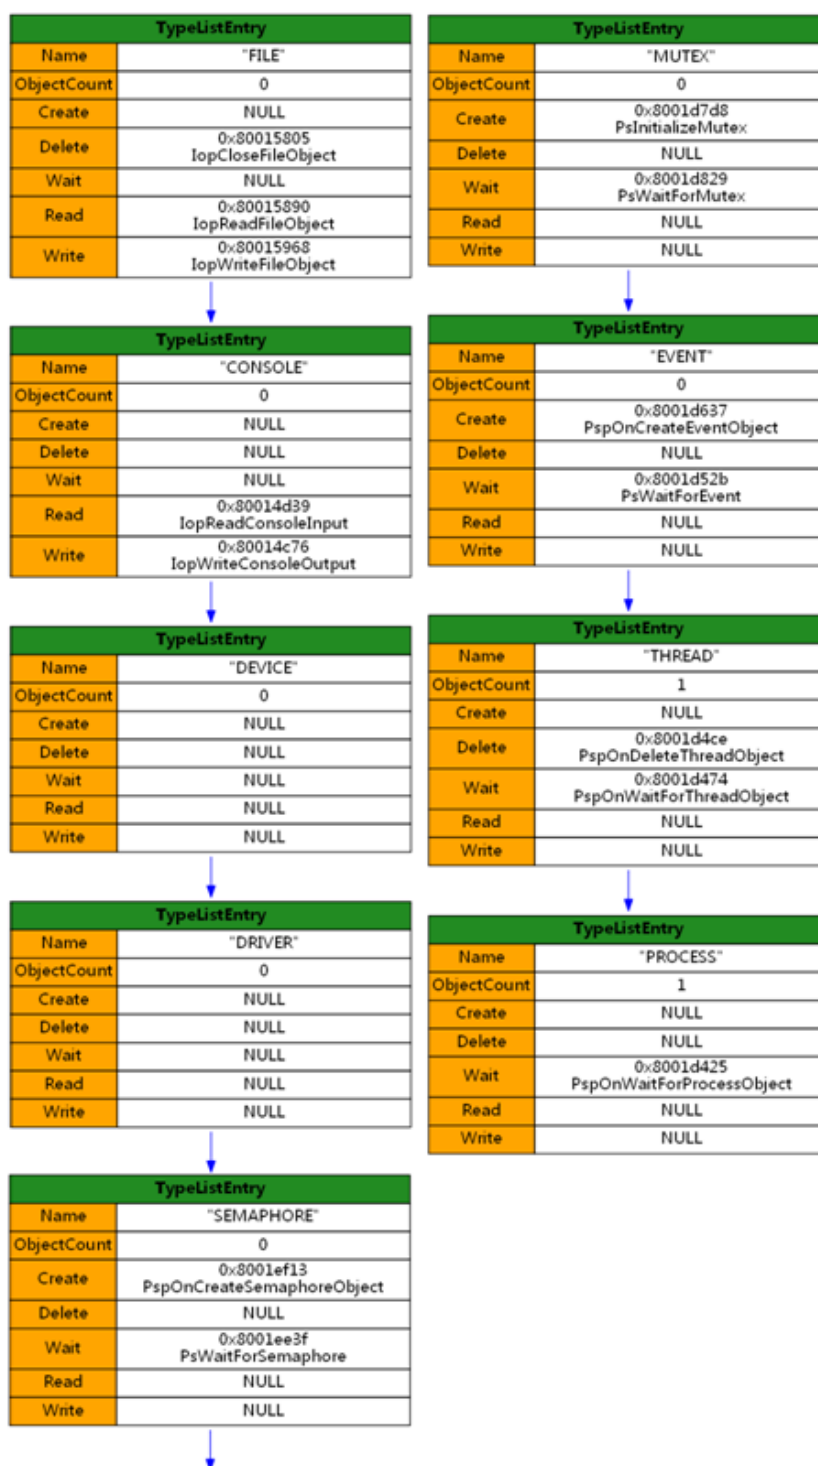 TypeListEntry
Name "FILE"
ObjectCount 0
Create NULL
Delete 0x80015805
IopCloseFileObject
Wait NULL
Read 0x80015890
IopReadFileObject
Write 0x80015968
IopWriteFileObject
TypeListEntry
Name "CONSOLE"
ObjectCount 0
Create NULL
Delete NULL
Wait NULL
Read 0x80014d39
IopReadConsoleInput
Write 0x80014c76
IopWriteConsoleOutput
TypeListEntry
Name "DEVICE"
ObjectCount 0
Create NULL
Delete NULL
Wait NULL
Read NULL
Write NULL
TypeListEntry
Name "DRIVER"
ObjectCount 0
Create NULL
Delete NULL
Wait NULL
Read NULL
Write NULL
TypeListEntry
Name "SEMAPHORE"
ObjectCount 0
Create 0x8001ef13
PspOnCreateSemaphoreObject
Delete NULL
Wait 0x8001ee3f
PsWaitForSemaphore
Read NULL
Write NULL
TypeListEntry
Name "MUTEX"
ObjectCount 0
Create 0x8001d7d8
PsInitializeMutex
Delete NULL
Wait 0x8001d829
PsWaitForMutex
Read NULL
Write NULL
TypeListEntry
Name "EVENT"
ObjectCount 0
Create 0x8001d637
PspOnCreateEventObject
Delete NULL
Wait 0x8001d52b
PsWaitForEvent
Read NULL
Write NULL
TypeListEntry
Name "THREAD"
ObjectCount 1
Create NULL
Delete 0x8001d4ce
PspOnDeleteThreadObject
Wait 0x8001d474
PspOnWaitForThreadObject
Read NULL
Write NULL
TypeListEntry
Name "PROCESS"
ObjectCount 1
Create NULL
Delete NULL
Wait 0x8001d425
PspOnWaitForProcessObject
Read NULL
Write NULL